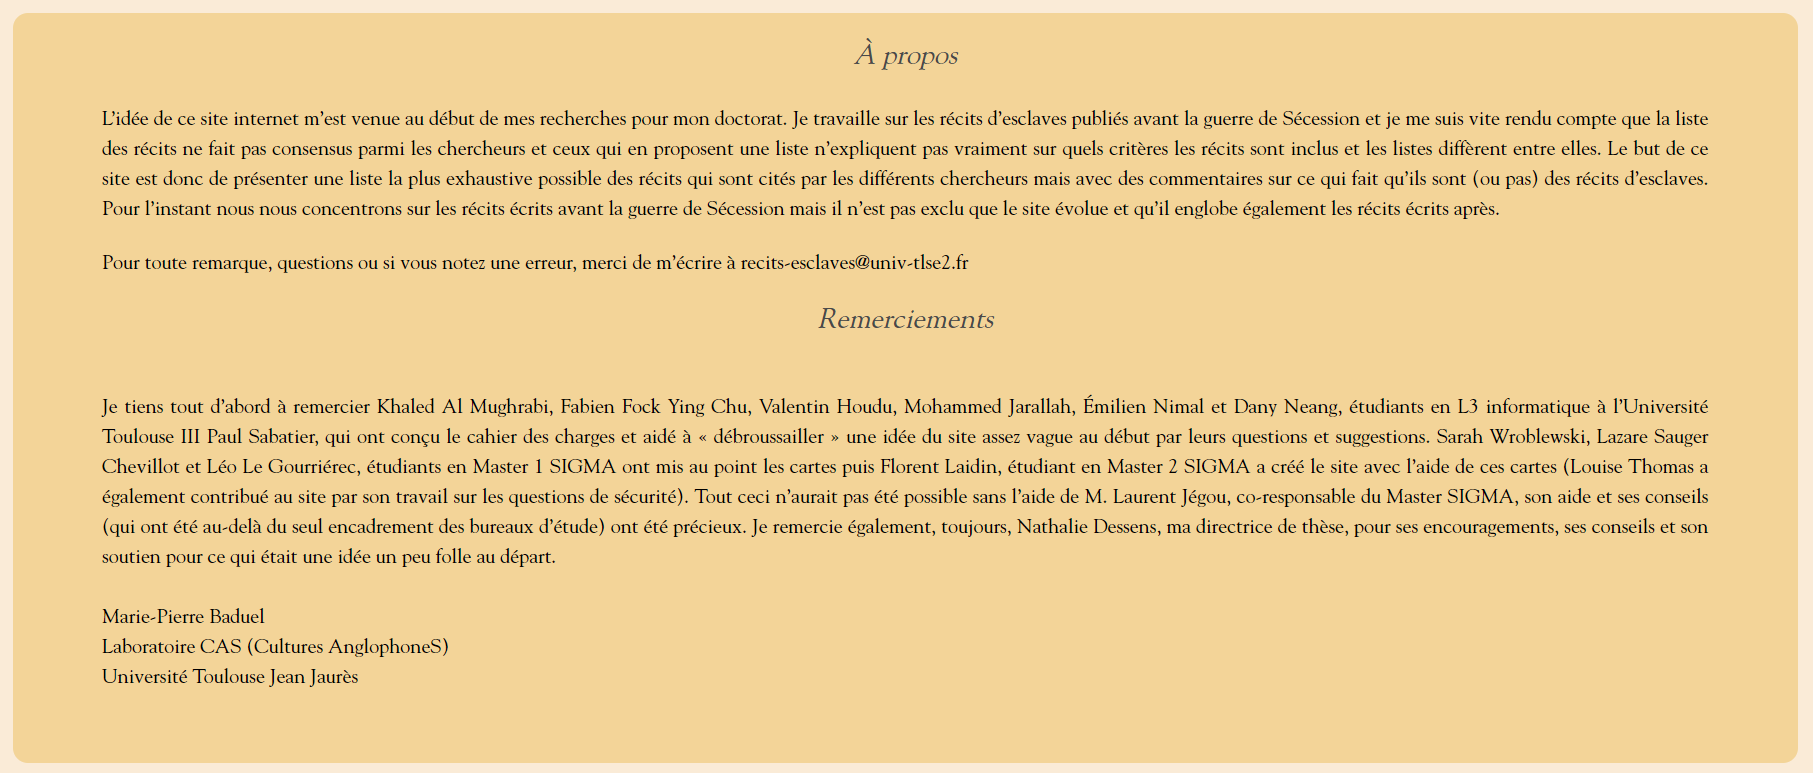 À propos
L'idée de ce site internet m'est venue au début de mes recherches pour mon doctorat. Je travaille sur les récits d'esclaves publiés avant la guerre de Sécession et je me suis vite rendu compte que la liste
des récits ne fait pas consensus parmi les chercheurs et ceux qui en proposent une liste n'expliquent pas vraiment sur quels critères les récits sont inclus et les listes diffèrent entre elles. Le but de ce
site est donc de présenter une liste la plus exhaustive possible des récits qui sont cités par les différents chercheurs mais avec des commentaires sur ce qui fait qu'ils sont (ou pas) des récits d'esclaves.
Pour l'instant nous nous concentrons sur les récits écrits avant la guerre de Sécession mais il n'est pas exclu que le site évolue et qu'il englobe également les récits écrits après.
Pour toute remarque, questions ou si vous notez une erreur, merci de m'écrire à recits-esclaves@univ-tlse2.fr
Remerciements
Je tiens tout d'abord à remercier Khaled Al Mughrabi, Fabien Fock Ying Chu, Valentin Houdu, Mohammed Jarallah, Émilien Nimal et Dany Neang, étudiants en L3 informatique à l'Université
Toulouse III Paul Sabatier, qui ont conçu le cahier des charges et aidé à « débroussailler » une idée du site assez vague au début par leurs questions et suggestions. Sarah Wroblewski, Lazare Sauger
Chevillot et Léo Le Gourriérec, étudiants en Master 1 SIGMA ont mis au point les cartes puis Florent Laidin, étudiant en Master 2 SIGMA a créé le site avec l'aide de ces cartes (Louise Thomas a
également contribué au site par son travail sur les questions de sécurité). Tout ceci n'aurait pas été possible sans l'aide de M. Laurent Jégou, co-responsable du Master SIGMA, son aide et ses conseils
(qui ont été au-delà du seul encadrement des bureaux d'étude) ont été précieux. Je remercie également, toujours, Nathalie Dessens, ma directrice de thèse, pour ses encouragements, ses conseils et son
soutien pour ce qui était une idée un peu folle au départ.
Marie-Pierre Baduel
Laboratoire CAS (Cultures AnglophoneS)
Université Toulouse Jean Jaurès